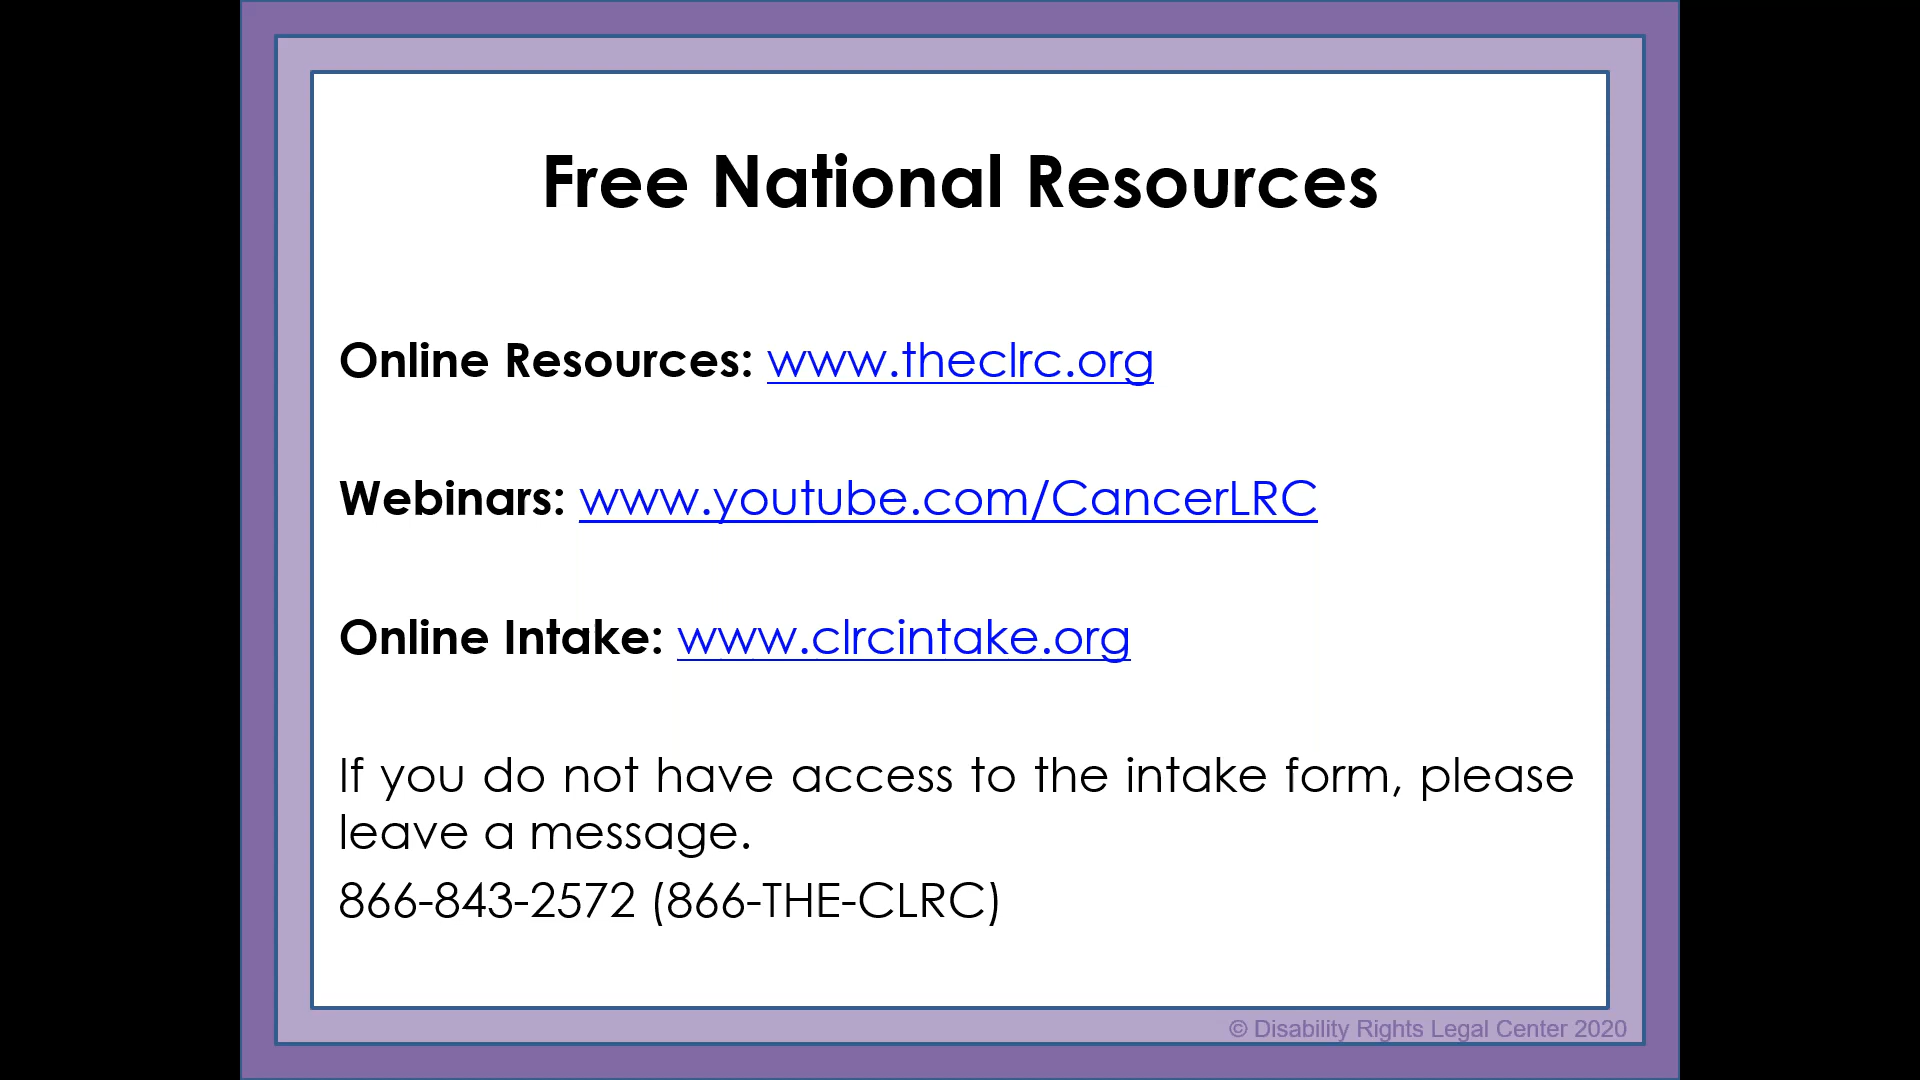 Free National Resources
Online Resources: www.theclrc.org
Webinars: www.youtube.com/CancerLRC
Online Intake: www.clrcintake.org
If you do not have access to the intake form, please
leave a message.
866-843-2572 (866-THE-CLRC)
© Disability Rights Legal Center 2020